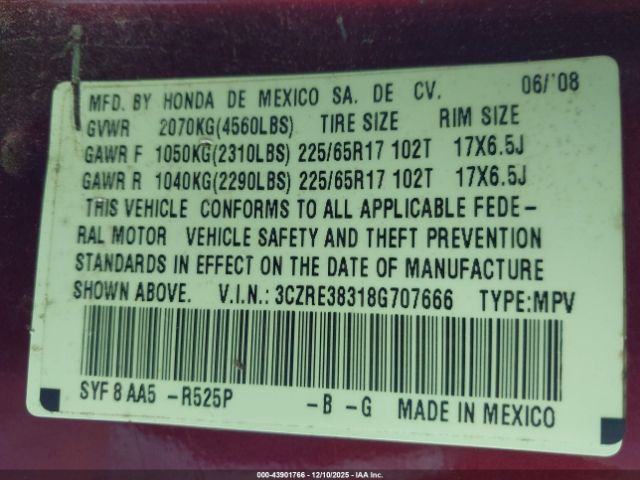 MFD. BY HONDA DE MEXICO SA. DE CV. 06/'08
GVWR 2070KG(4560LBS) TIRE SIZE RIM SIZE
GAWR F 1050KG(2310LBS) 225/65R17 102T 17X6.5J
GAWR R 1040KG(2290LBS) 225/65R17 102T 17X6.5J
THIS VEHICLE CONFORMS TO ALL APPLICABLE FEDE-
RAL MOTOR VEHICLE SAFETY AND THEFT PREVENTION
STANDARDS IN EFFECT ON THE DATE OF MANUFACTURE
SHOWN ABOVE. V.I.N.: 3CZRE38318G707666 TYPE:MPV
SYF8AA5 -R525P -B -G MADE IN MEXICO
000-43901766 - 12/10/2025 - IAA Inc.